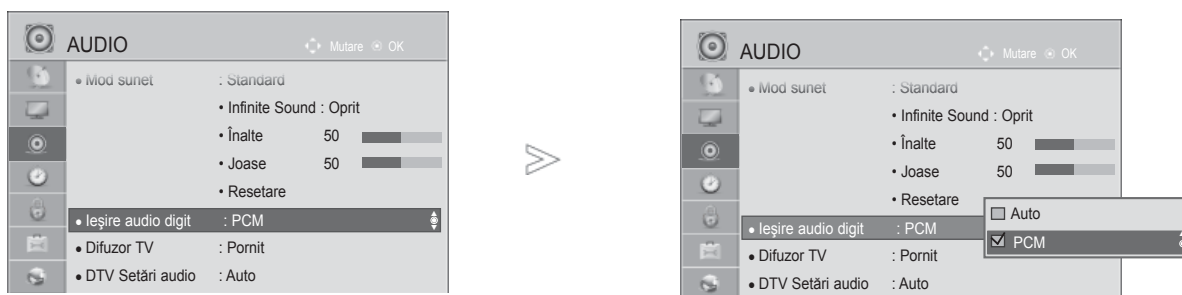 AUDIO
Mutare OK
• Mod sunet : Standard
• Infinite Sound : Oprit
• Înalte 50
• Joase 50
• Resetare
• Ieşire audio digit : PCM
• Difuzor TV : Pornit
• DTV Setări audio : Auto
AUDIO
Mutare OK
• Mod sunet : Standard
• Infinite Sound : Oprit
• Înalte 50
• Joase 50
• Resetare
• Ieşire audio digit : PCM
• Difuzor TV : Pornit
• DTV Setări audio : Auto
Auto
PCM